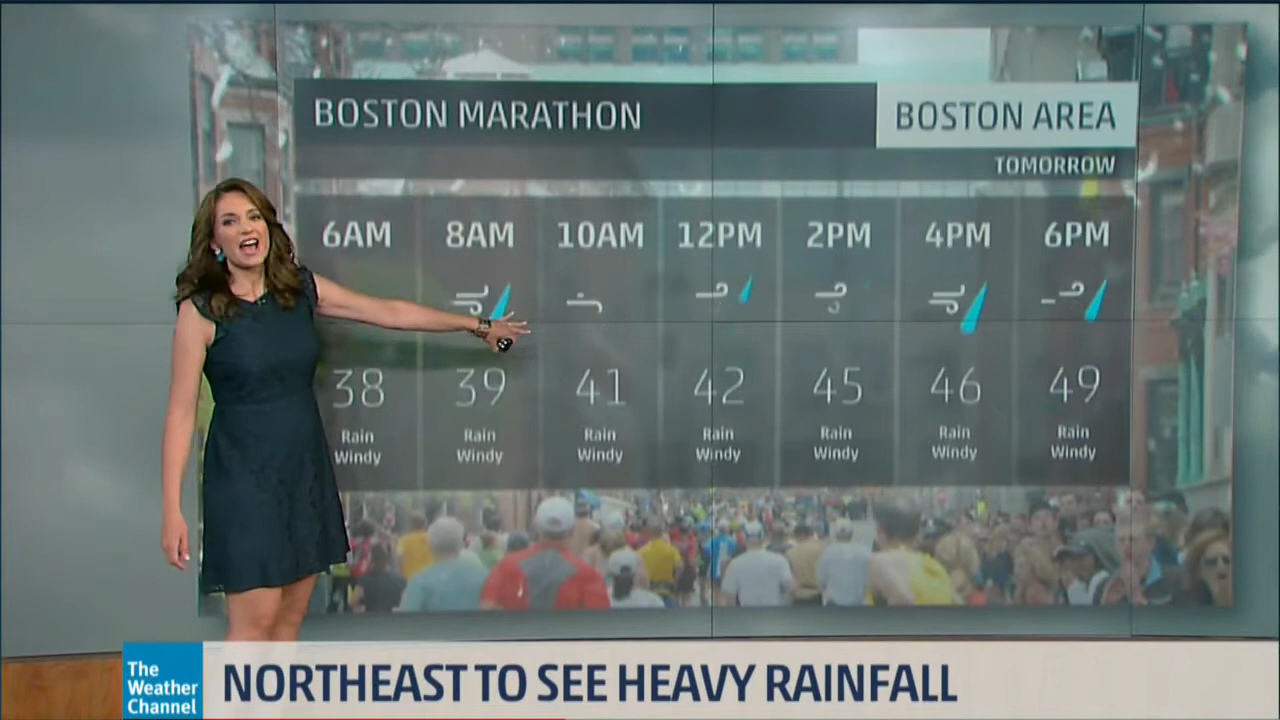 BOSTON MARATHON
BOSTON AREA
TOMORROW
6AM 8AM 10AM 12PM 2PM 4PM 6PM
38 39 41 42 45 46 49
Rain Rain Rain Rain Rain Rain Rain
Windy Windy Windy Windy Windy Windy Windy
The
Weather
Channel
NORTHEAST TO SEE HEAVY RAINFALL